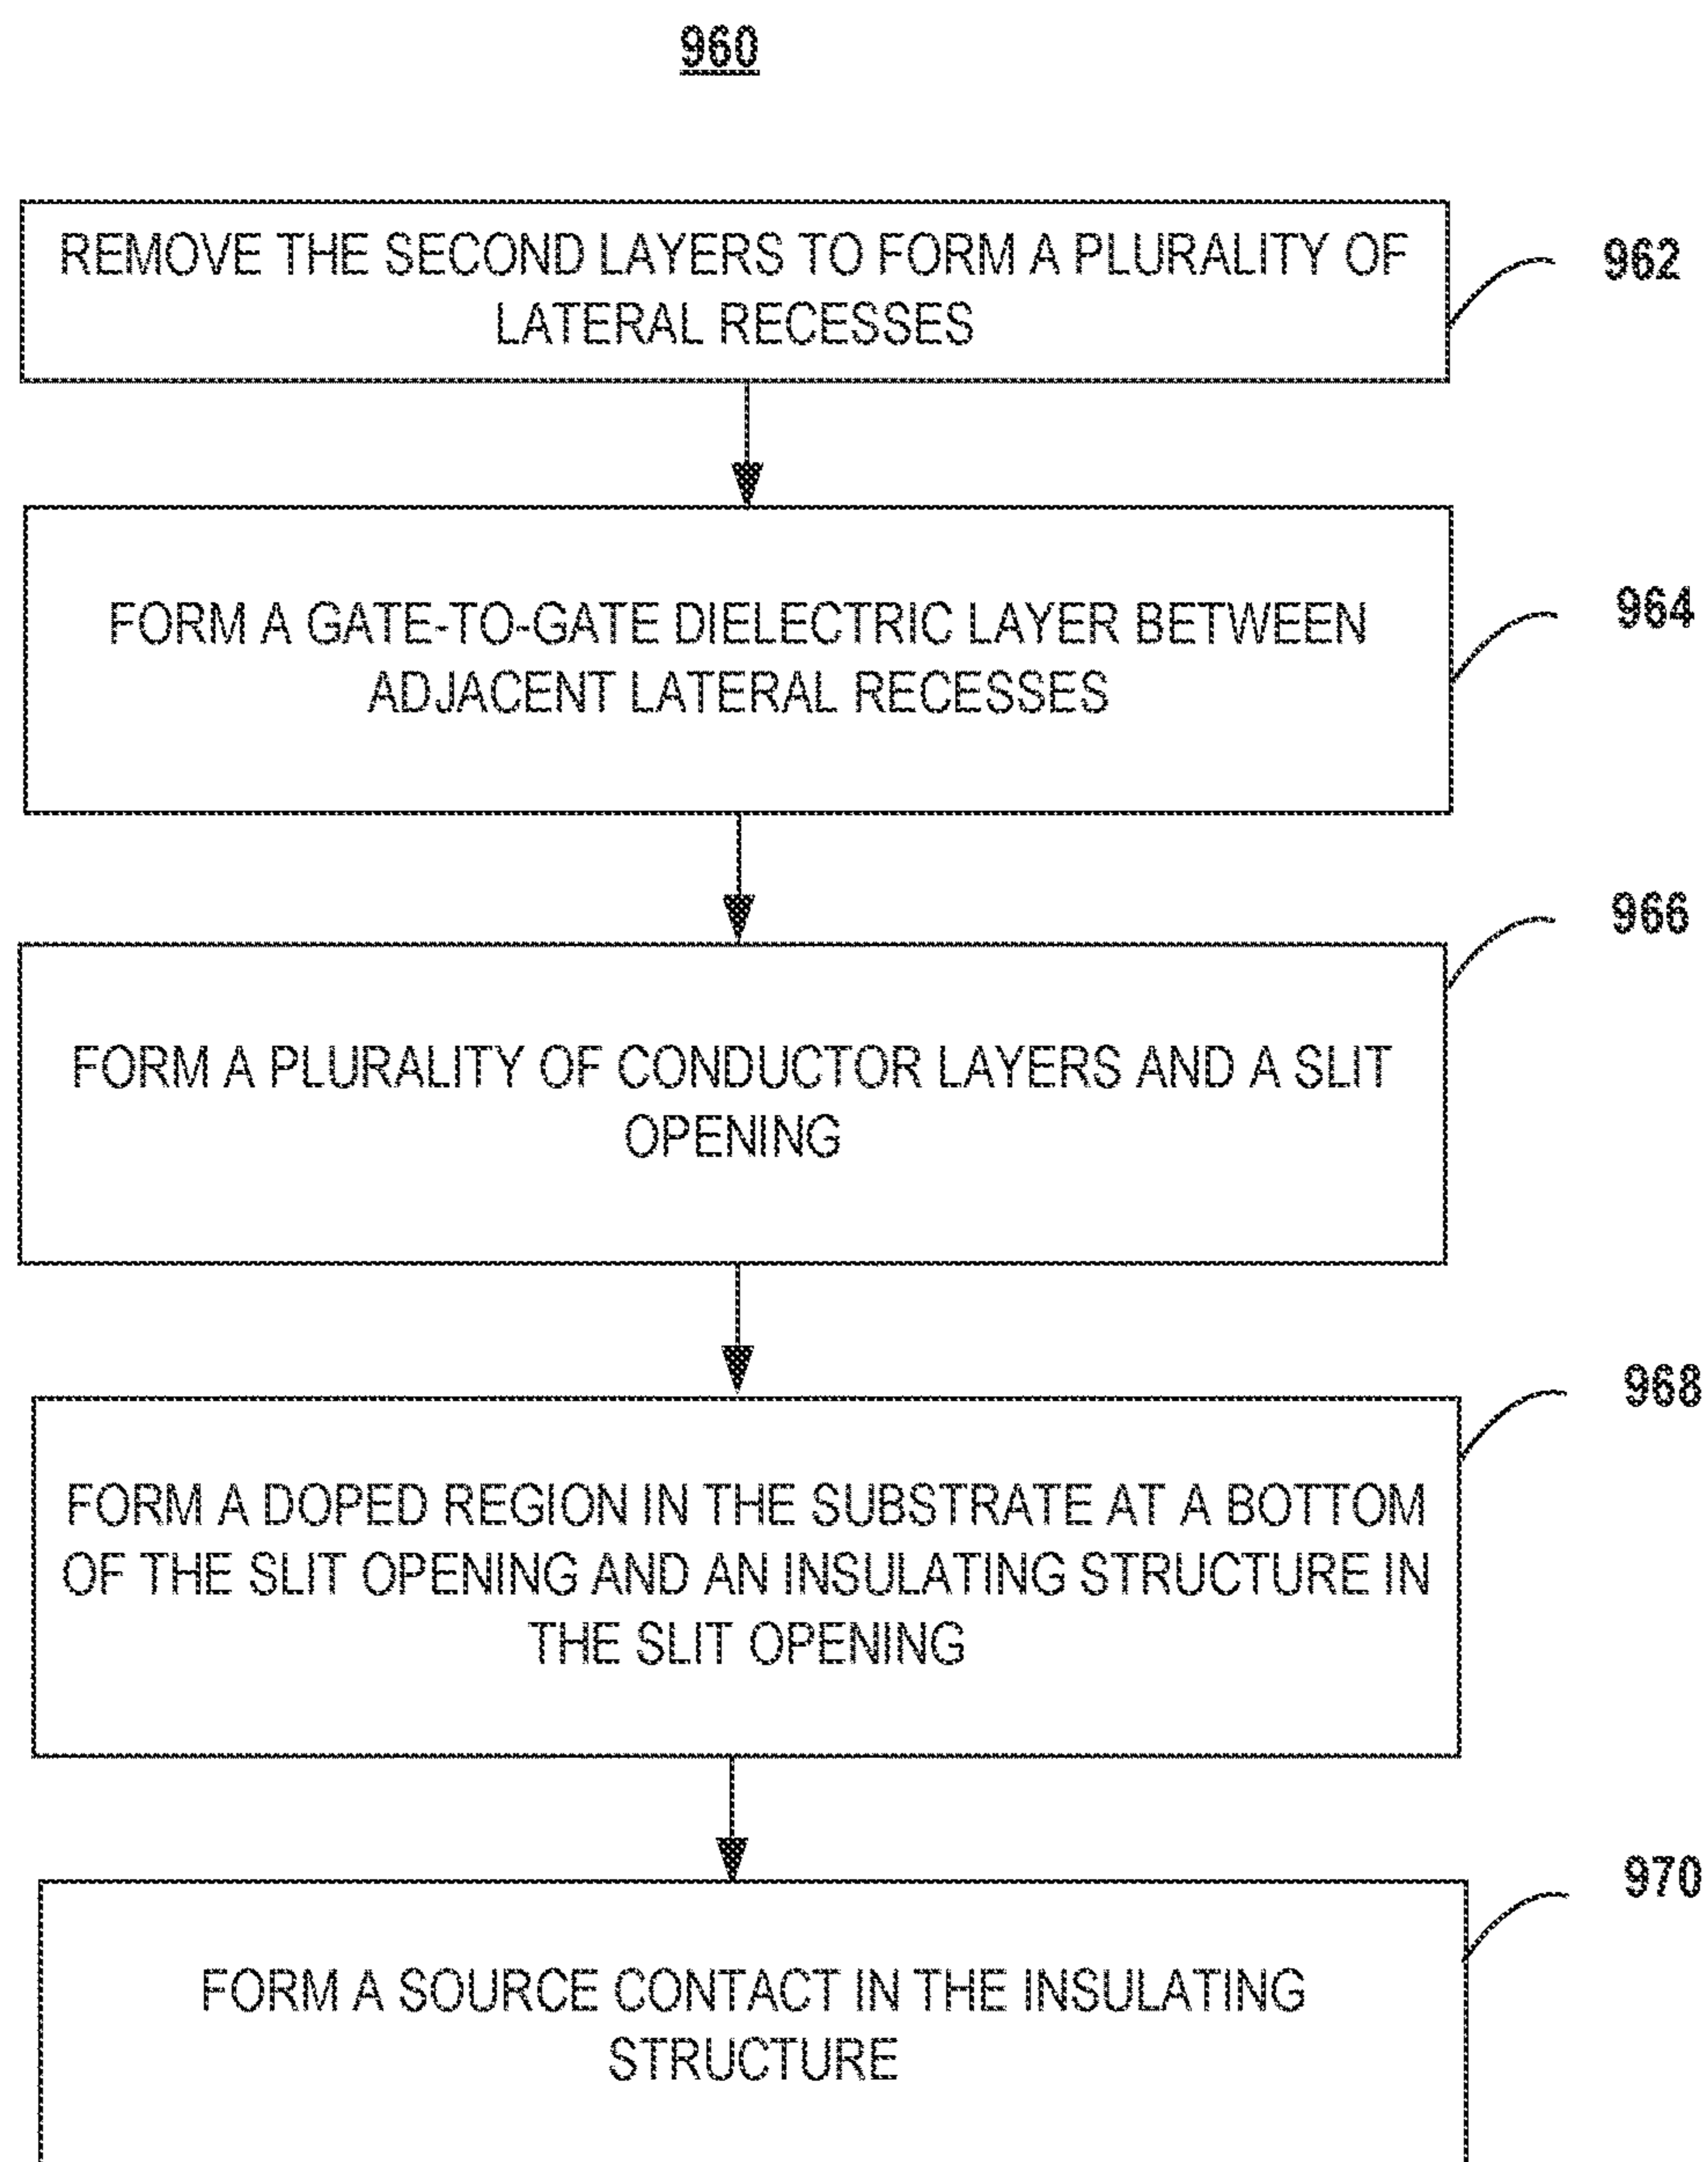 960
REMOVE THE SECOND LAYERS TO FORM A PLURALITY OF
LATERAL RECESSES
962
FORM A GATE-TO-GATE DIELECTRIC LAYER BETWEEN
ADJACENT LATERAL RECESSES
964
FORM A PLURALITY OF CONDUCTOR LAYERS AND A SLIT
OPENING
966
FORM A DOPED REGION IN THE SUBSTRATE AT A BOTTOM
OF THE SLIT OPENING AND AN INSULATING STRUCTURE IN
THE SLIT OPENING
968
FORM A SOURCE CONTACT IN THE INSULATING
STRUCTURE
970